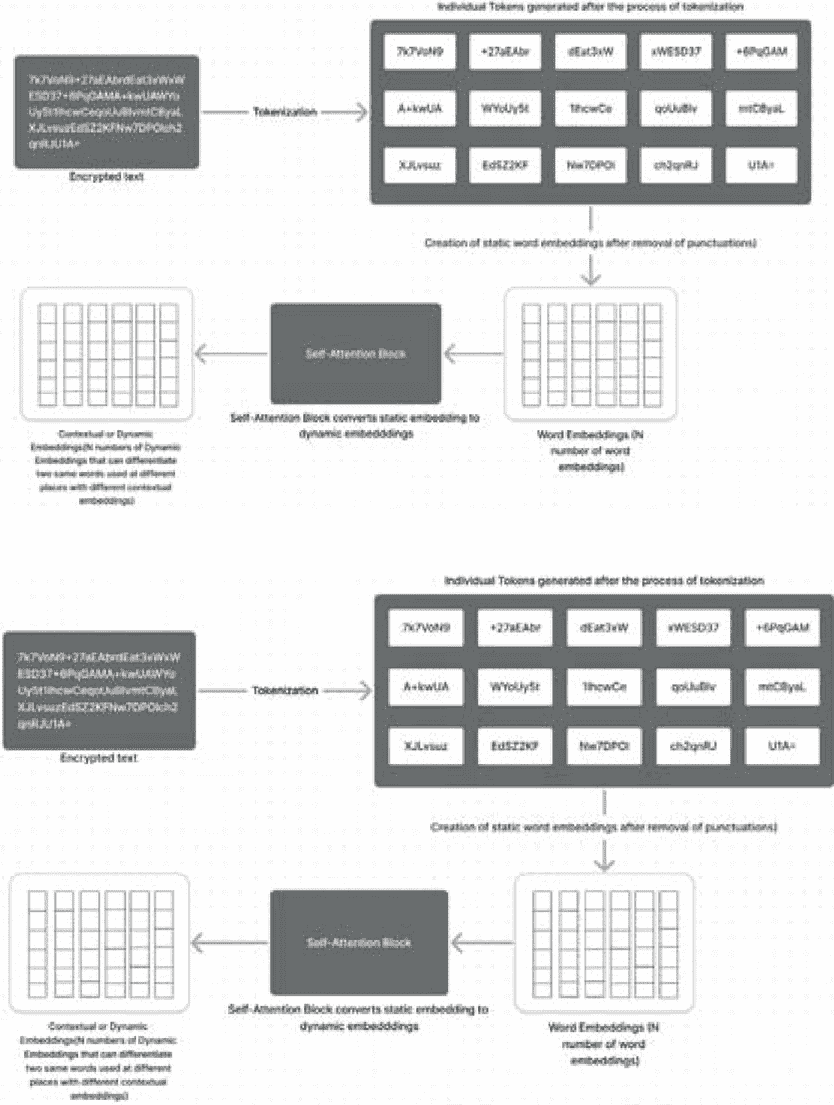 Individual Tokens generated after the process of tokenization
7k7VoN9 +27aEAbr dEat3xW xWESD37 +6PqGAM
7k7VoN9+27aEAbrdEat3xWxW
ESD37+6PqGAMA+kwUAWYo
Uy5t1lhcwCeqoUuBlvmtC8yaL
XJLvsuzEdSZ2KFNw7DPOlch2
qnRJU1A=
Tokenization
A+kwUA WYoUy5t 1lhcwCe qoUuBlv mtC8yaL
XJLvsuz EdSZ2KF Nw7DPOl ch2qnRJ U1A=
Encrypted text
Creation of static word embeddings after removal of punctuations)
Self-Attention Block
Self-Attention Block converts static embedding to
dynamic embedddings
Word Embeddings (N
number of word
embeddings)
Contextual or Dynamic
Embeddings(N numbers of Dynamic
Embeddings that can differentiate
two same words used at different
places with different contextual
embeddings)
Individual Tokens generated after the process of tokenization
7k7VoN9 +27aEAbr dEat3xW xWESD37 +6PqGAM
7k7VoN9+27aEAbrdEat3xWxW
ESD37+6PqGAMA+kwUAWYo
Uy5t1lhcwCeqoUuBlvmtC8yaL
XJLvsuzEdSZ2KFNw7DPOlch2
qnRJU1A=
Tokenization
A+kwUA WYoUy5t 1lhcwCe qoUuBlv mtC8yaL
XJLvsuz EdSZ2KF Nw7DPOl ch2qnRJ U1A=
Encrypted text
Creation of static word embeddings after removal of punctuations)
Self-Attention Block
Self-Attention Block converts static embedding to
dynamic embedddings
Word Embeddings (N
number of word
embeddings)
Contextual or Dynamic
Embeddings(N numbers of Dynamic
Embeddings that can differentiate
two same words used at different
places with different contextual
embeddings)